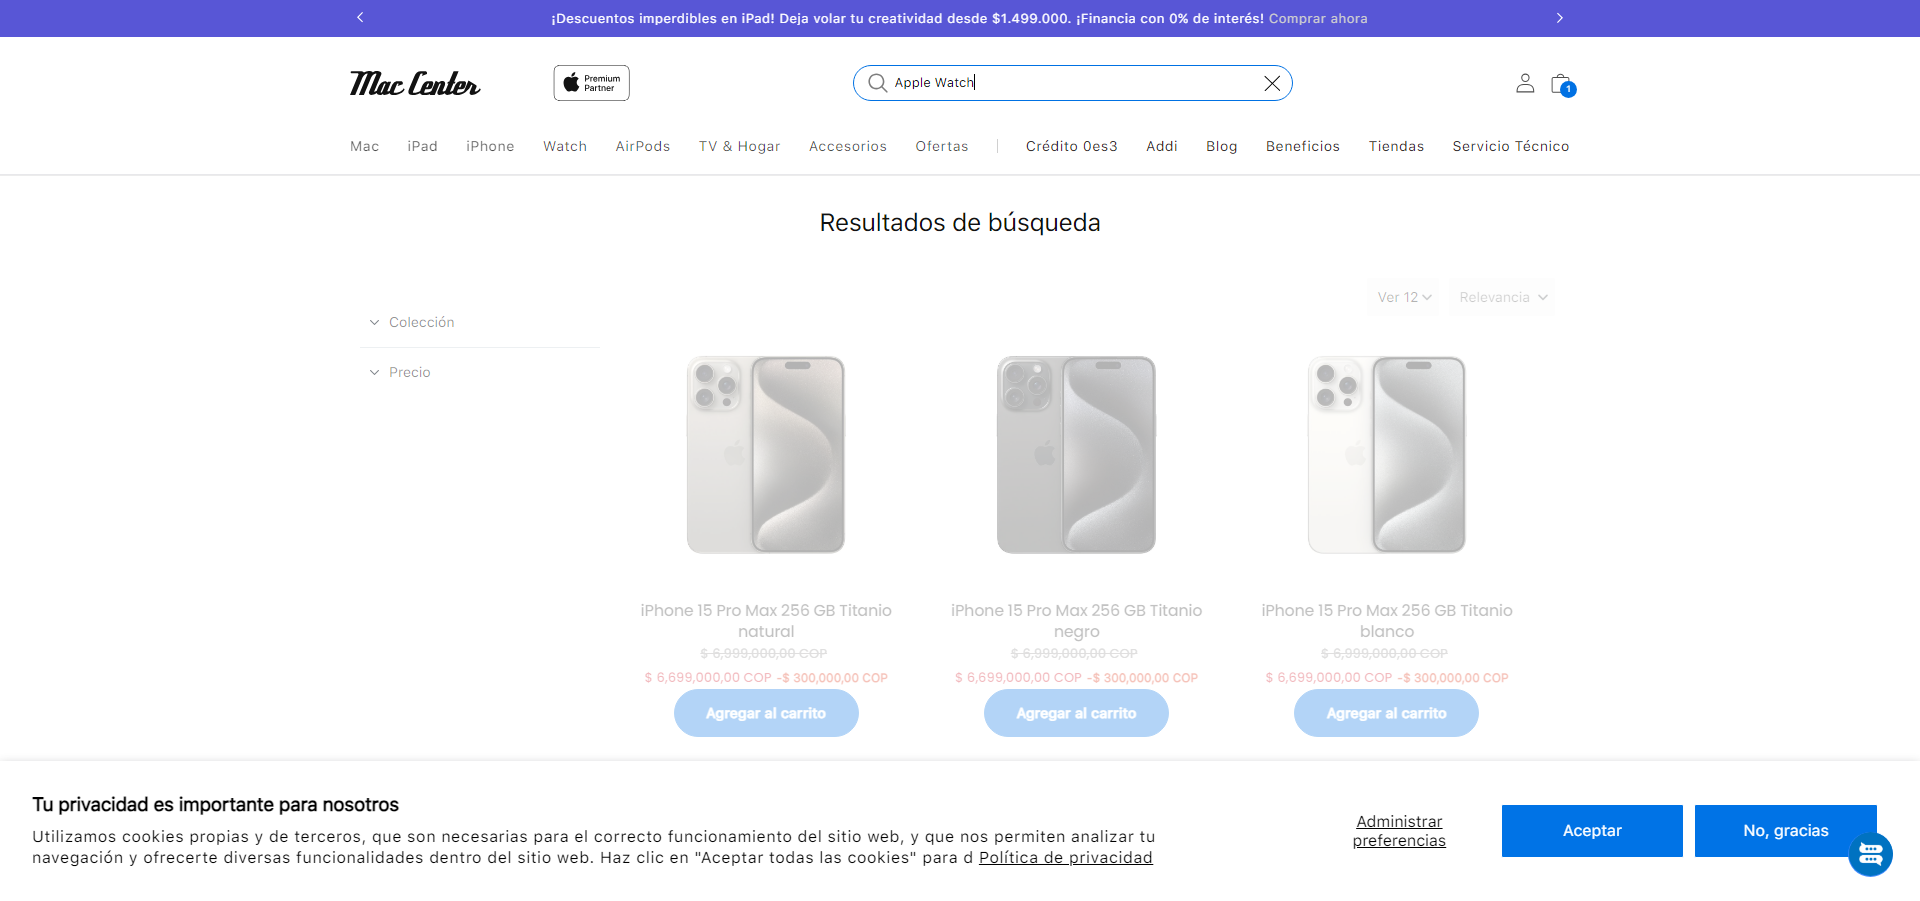 ¡Descuentos imperdibles en iPad! Deja volar tu creatividad desde $1.499.000. ¡Financia con 0% de interés! Comprar ahora
Mac Center
Premium
Partner
Apple Watch
1
Mac iPad iPhone Watch AirPods TV & Hogar Accesorios Ofertas Crédito 0es3 Addi Blog Beneficios Tiendas Servicio Técnico
Resultados de búsqueda
Ver 12 Relevancia
Colección
Precio
iPhone 15 Pro Max 256 GB Titanio
natural
$ 6,999,000,00 COP
$ 6,699,000,00 COP -$ 300,000,00 COP
Agregar al carrito
iPhone 15 Pro Max 256 GB Titanio
negro
$ 6,999,000,00 COP
$ 6,699,000,00 COP -$ 300,000,00 COP
Agregar al carrito
iPhone 15 Pro Max 256 GB Titanio
blanco
$ 6,999,000,00 COP
$ 6,699,000,00 COP -$ 300,000,00 COP
Agregar al carrito
Tu privacidad es importante para nosotros
Utilizamos cookies propias y de terceros, que son necesarias para el correcto funcionamiento del sitio web, y que nos permiten analizar tu
navegación y ofrecerte diversas funcionalidades dentro del sitio web. Haz clic en "Aceptar todas las cookies" para d Política de privacidad
Administrar
preferencias
Aceptar
No, gracias